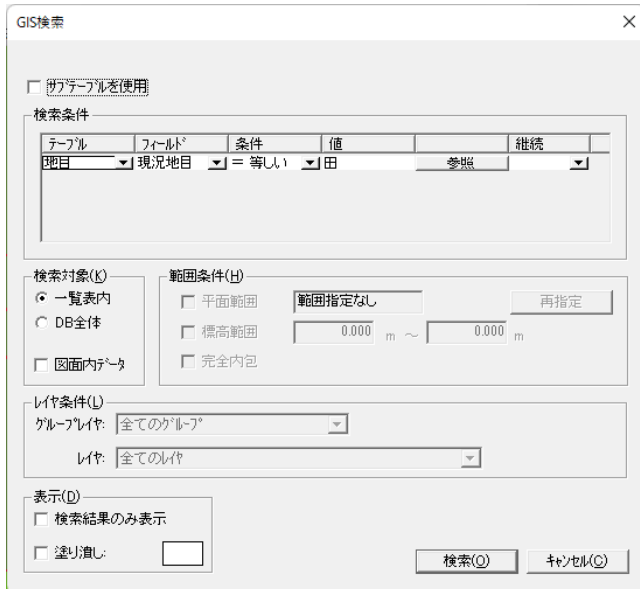 GIS検索
サブテーブルを使用
検索条件
テーブル フィールド 条件 値 継続
地目 現況地目 = 等しい 田 参照
検索対象(K)
一覧表内
DB全体
図面内データ
範囲条件(H)
平面範囲 範囲指定なし 再指定
標高範囲 0.000 m ～ 0.000 m
完全内包
レイヤ条件(L)
グループレイヤ: 全てのグループ
レイヤ: 全てのレイヤ
表示(D)
検索結果のみ表示
塗り潰し:
検索(O) キャンセル(C)